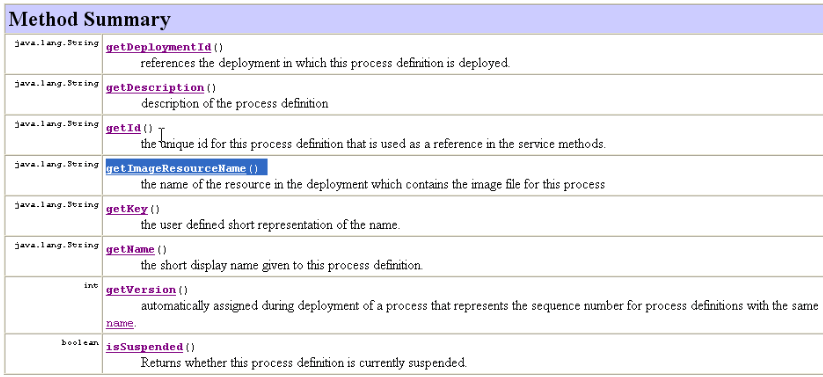 Method Summary
java.lang.String getDeploymentId()
references the deployment in which this process definition is deployed.
java.lang.String getDescription()
description of the process definition
java.lang.String getId()
the unique id for this process definition that is used as a reference in the service methods.
java.lang.String getImageResourceName()
the name of the resource in the deployment which contains the image file for this process
java.lang.String getKey()
the user defined short representation of the name.
java.lang.String getName()
the short display name given to this process definition.
int getVersion()
automatically assigned during deployment of a process that represents the sequence number for process definitions with the same
name.
boolean isSuspended()
Returns whether this process definition is currently suspended.